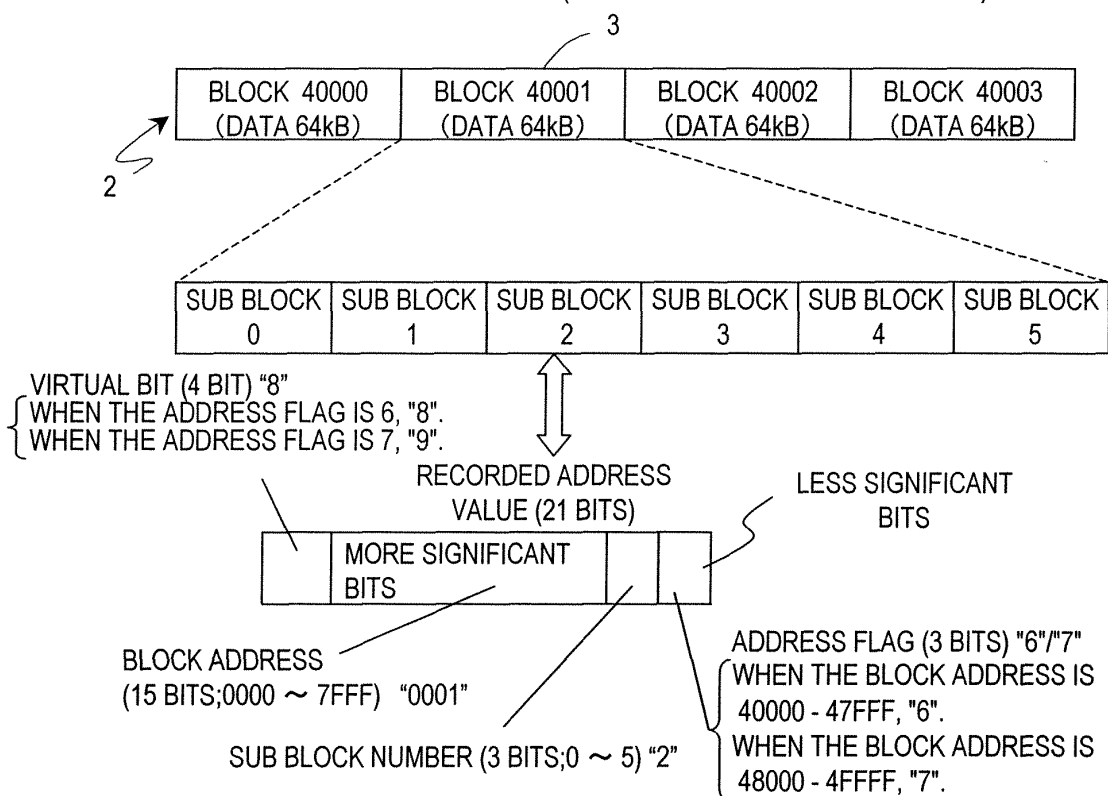 3
BLOCK 40000
(DATA 64kB)
BLOCK 40001
(DATA 64kB)
BLOCK 40002
(DATA 64kB)
BLOCK 40003
(DATA 64kB)
2
SUB BLOCK
0
SUB BLOCK
1
SUB BLOCK
2
SUB BLOCK
3
SUB BLOCK
4
SUB BLOCK
5
VIRTUAL BIT (4 BIT) “8”
WHEN THE ADDRESS FLAG IS 6, "8".
WHEN THE ADDRESS FLAG IS 7, "9".
RECORDED ADDRESS
VALUE (21 BITS)
LESS SIGNIFICANT
BITS
MORE SIGNIFICANT
BITS
BLOCK ADDRESS
(15 BITS;0000 ～ 7FFF) “0001”
SUB BLOCK NUMBER (3 BITS;0 ～ 5) “2”
ADDRESS FLAG (3 BITS) "6"/"7"
WHEN THE BLOCK ADDRESS IS
40000 - 47FFF, "6".
WHEN THE BLOCK ADDRESS IS
48000 - 4FFFF, "7".